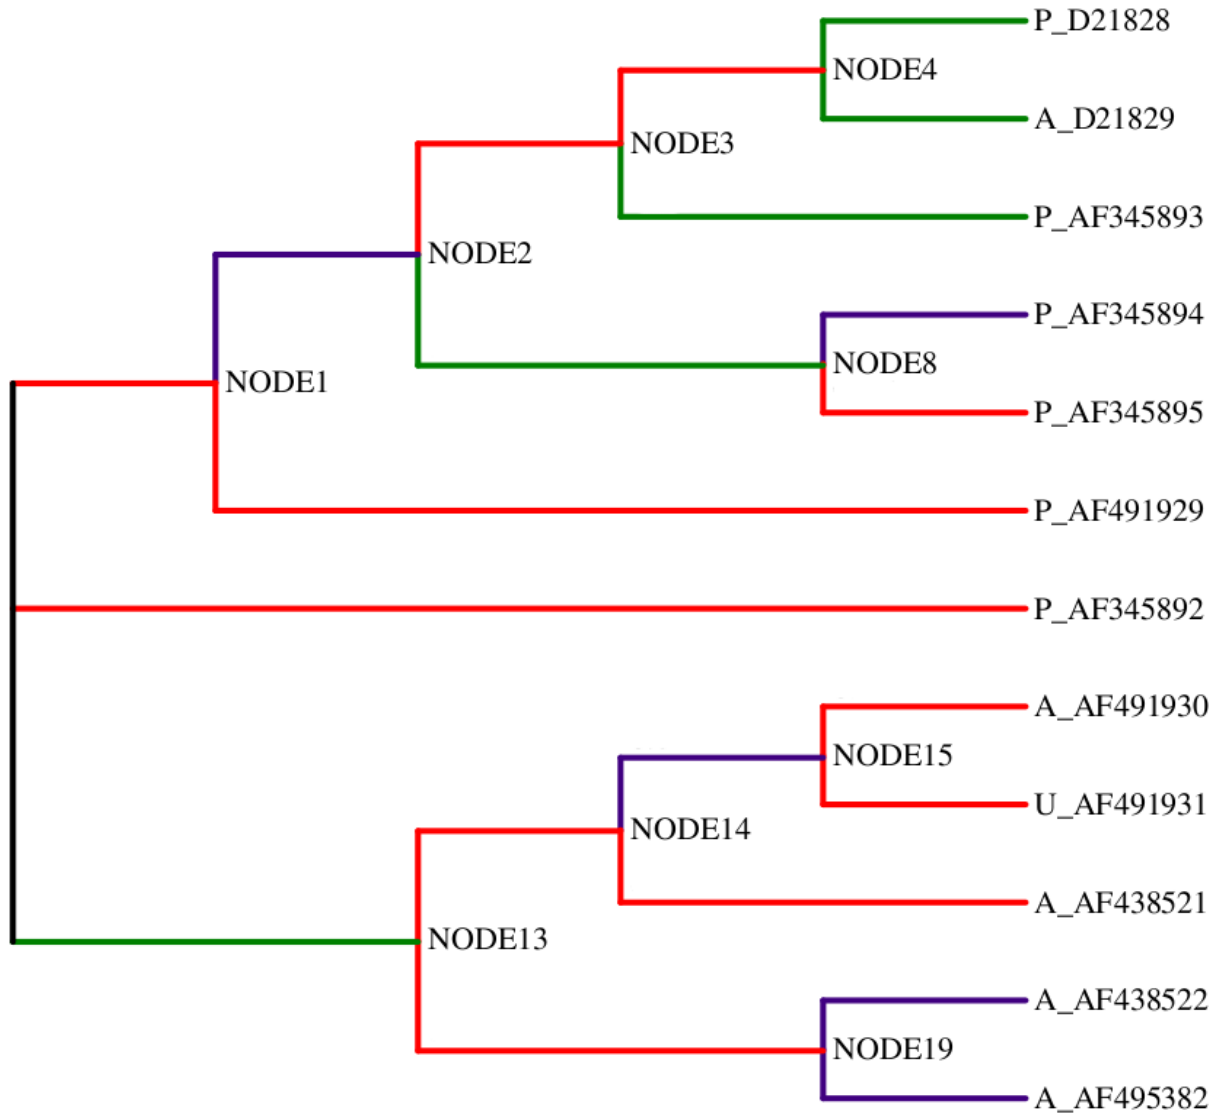 P_D21828
NODE4
A_D21829
NODE3
P_AF345893
NODE2
P_AF345894
NODE8
NODE1
P_AF345895
P_AF491929
P_AF345892
A_AF491930
NODE15
U_AF491931
NODE14
A_AF438521
NODE13
A_AF438522
NODE19
A_AF495382